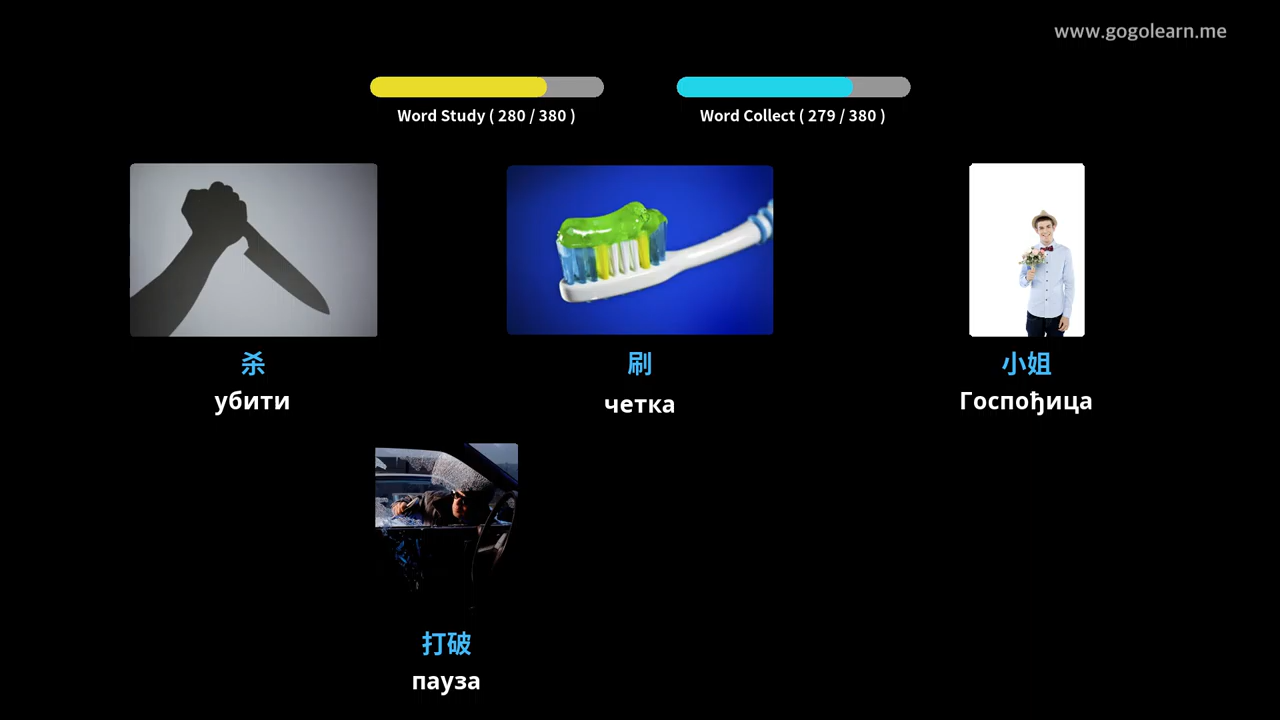 www.gogolearn.me
Word Study ( 280 / 380 )
Word Collect ( 279 / 380 )
杀
убити
刷
четка
小姐
Госпођица
打破
пауза